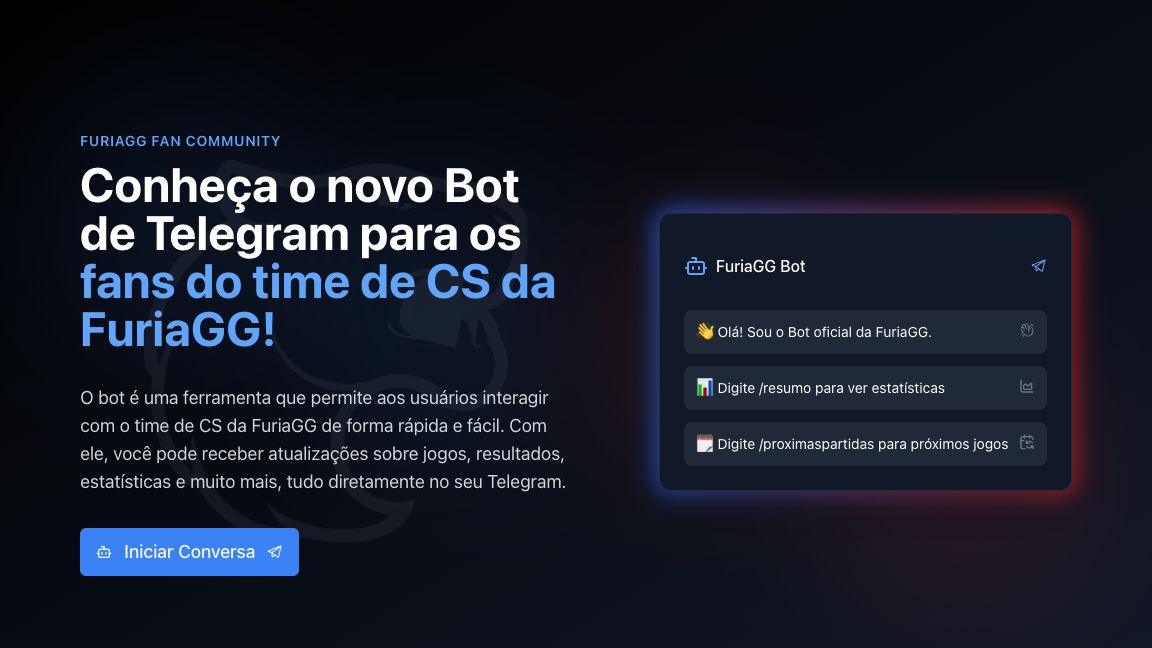 FURIAGG FAN COMMUNITY
Conheça o novo Bot
de Telegram para os
fans do time de CS da
FuriaGG!
O bot é uma ferramenta que permite aos usuários interagir
com o time de CS da FuriaGG de forma rápida e fácil. Com
ele, você pode receber atualizações sobre jogos, resultados,
estatísticas e muito mais, tudo diretamente no seu Telegram.
Iniciar Conversa
FuriaGG Bot
👋 Olá! Sou o Bot oficial da FuriaGG.
📊 Digite /resumo para ver estatísticas
🗓️ Digite /proximaspartidas para próximos jogos